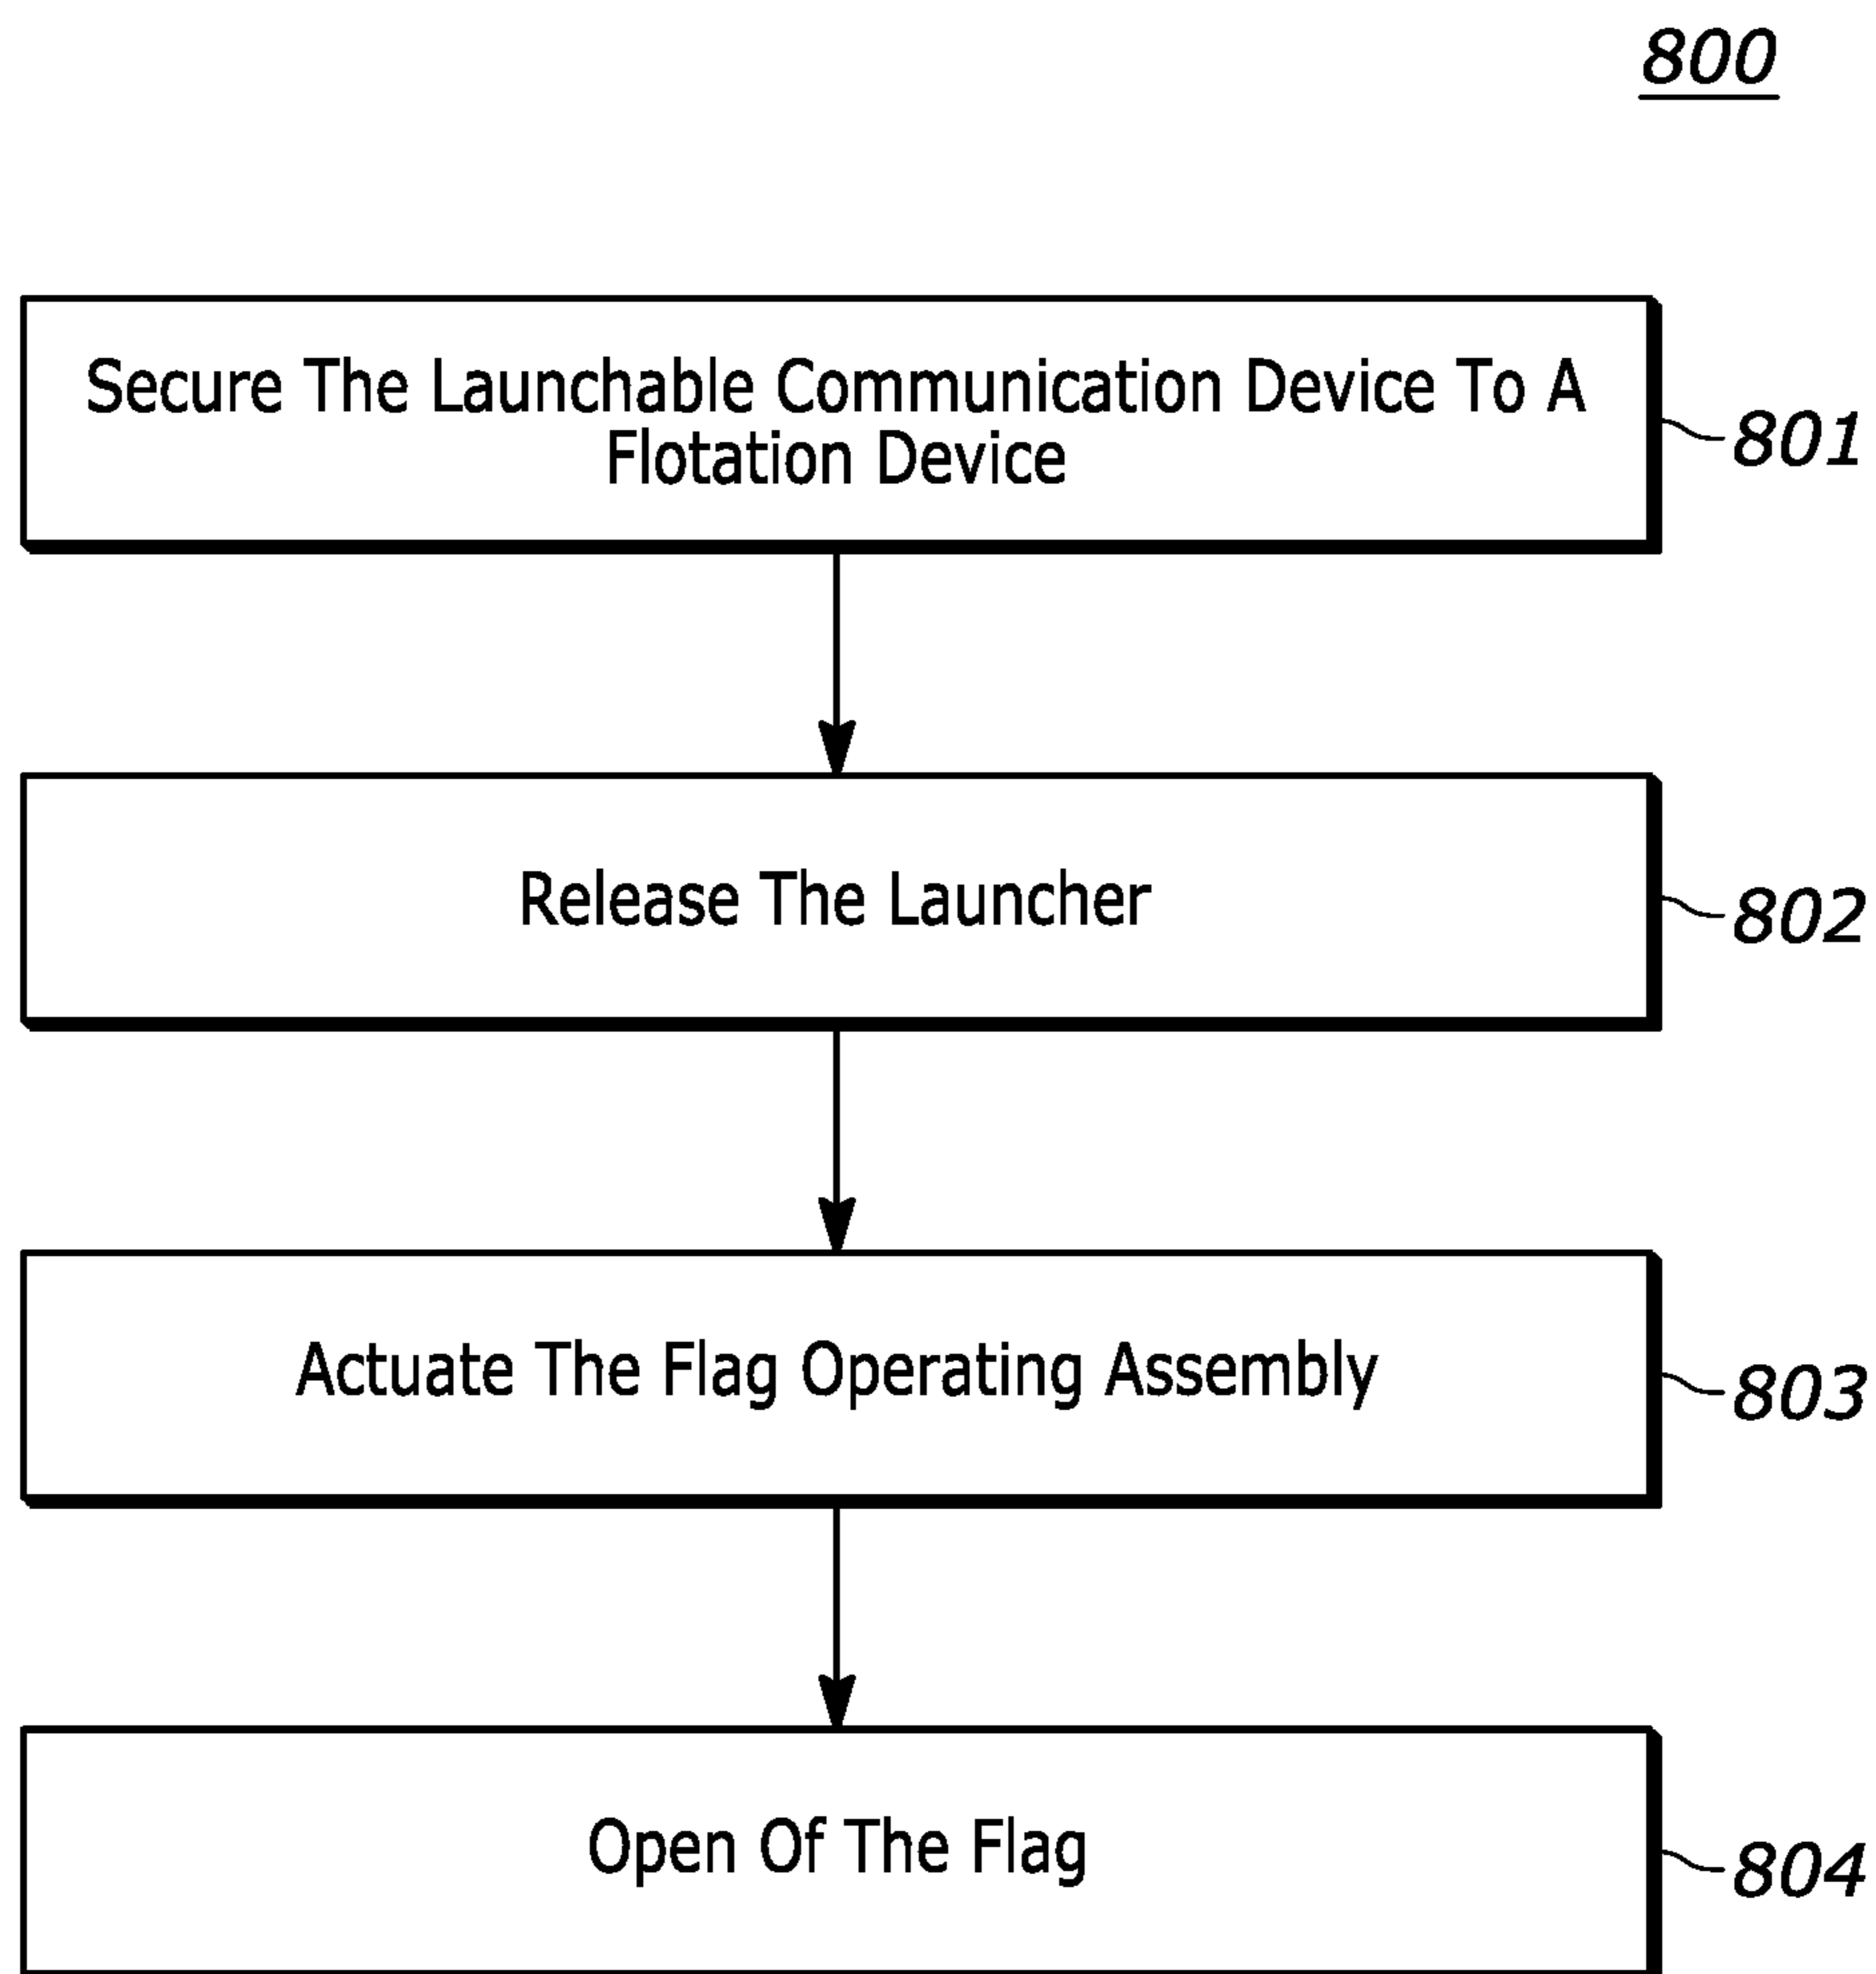 800
Secure The Launchable Communication Device To A
Flotation Device
801
Release The Launcher
802
Actuate The Flag Operating Assembly
803
Open Of The Flag
804